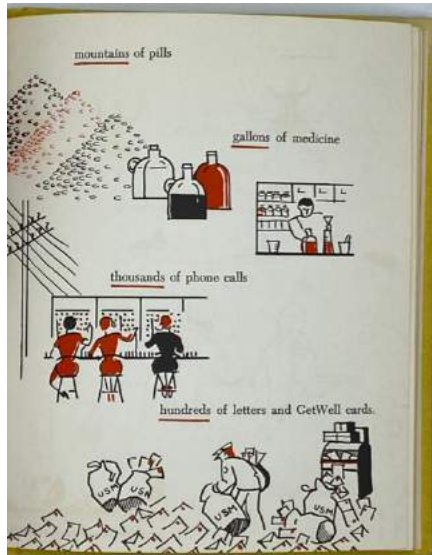 mountains of pills
gallons of medicine
thousands of phone calls
hundreds of letters and GetWell cards.
USM
USM
USM
USM